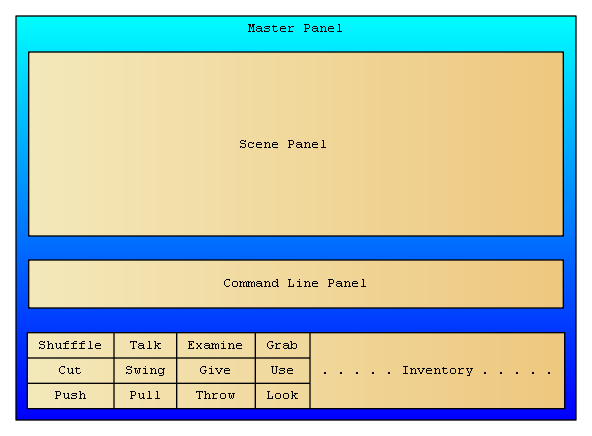 Master Panel
Scene Panel
Command Line Panel
Shufffle Talk Examine Grab
Cut Swing Give Use . . . . . Inventory . . . . .
Push Pull Throw Look